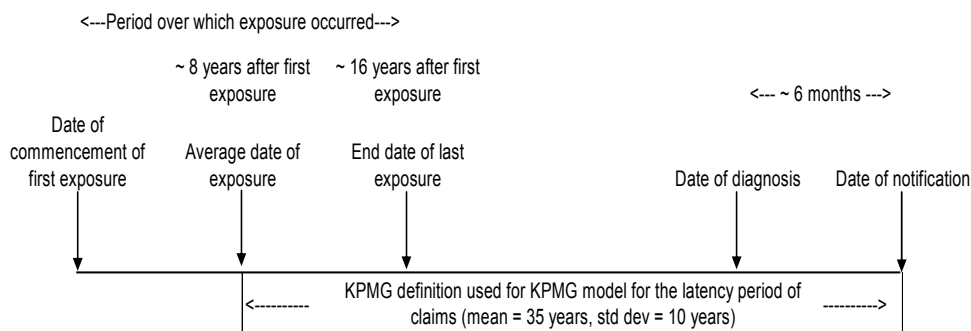 <---Period over which exposure occurred--->
~ 8 years after first
exposure
~ 16 years after first
exposure
<--- ~ 6 months --->
Date of
commencement of
first exposure
Average date of
exposure
End date of last
exposure
Date of diagnosis
Date of notification
<---------- KPMG definition used for KPMG model for the latency period of ---------->
claims (mean = 35 years, std dev = 10 years)